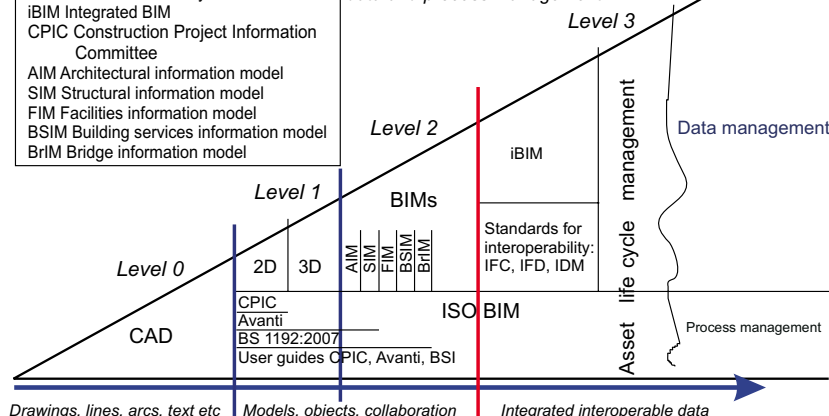 iBIM Integrated BIM
CPIC Construction Project Information
Committee
AIM Architectural information model
SIM Structural information model
FIM Facilities information model
BSIM Building services information model
BrIM Bridge information model
Level 3
Level 2
Level 1
Level 0
Data management
iBIM
BIMs
Standards for
interoperability:
IFC, IFD, IDM
2D
3D
AIM
SIM
FIM
BSIM
BrIM
Asset life cycle management
CAD
CPIC
Avanti
BS 1192:2007
User guides CPIC, Avanti, BSI
ISO BIM
Process management
Drawings, lines, arcs, text etc
Models, objects, collaboration
Integrated interoperable data